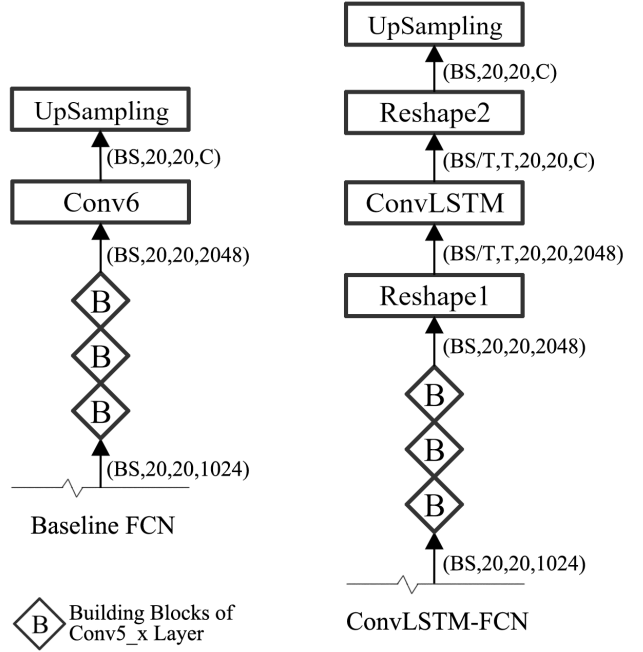 UpSampling
(BS,20,20,C)
Conv6
(BS,20,20,2048)
B
B
B
(BS,20,20,1024)
Baseline FCN
B
Building Blocks of
Conv5_x Layer
UpSampling
(BS,20,20,C)
Reshape2
(BS/T,T,20,20,C)
ConvLSTM
(BS/T,T,20,20,2048)
Reshape1
(BS,20,20,2048)
B
B
B
(BS,20,20,1024)
ConvLSTM-FCN